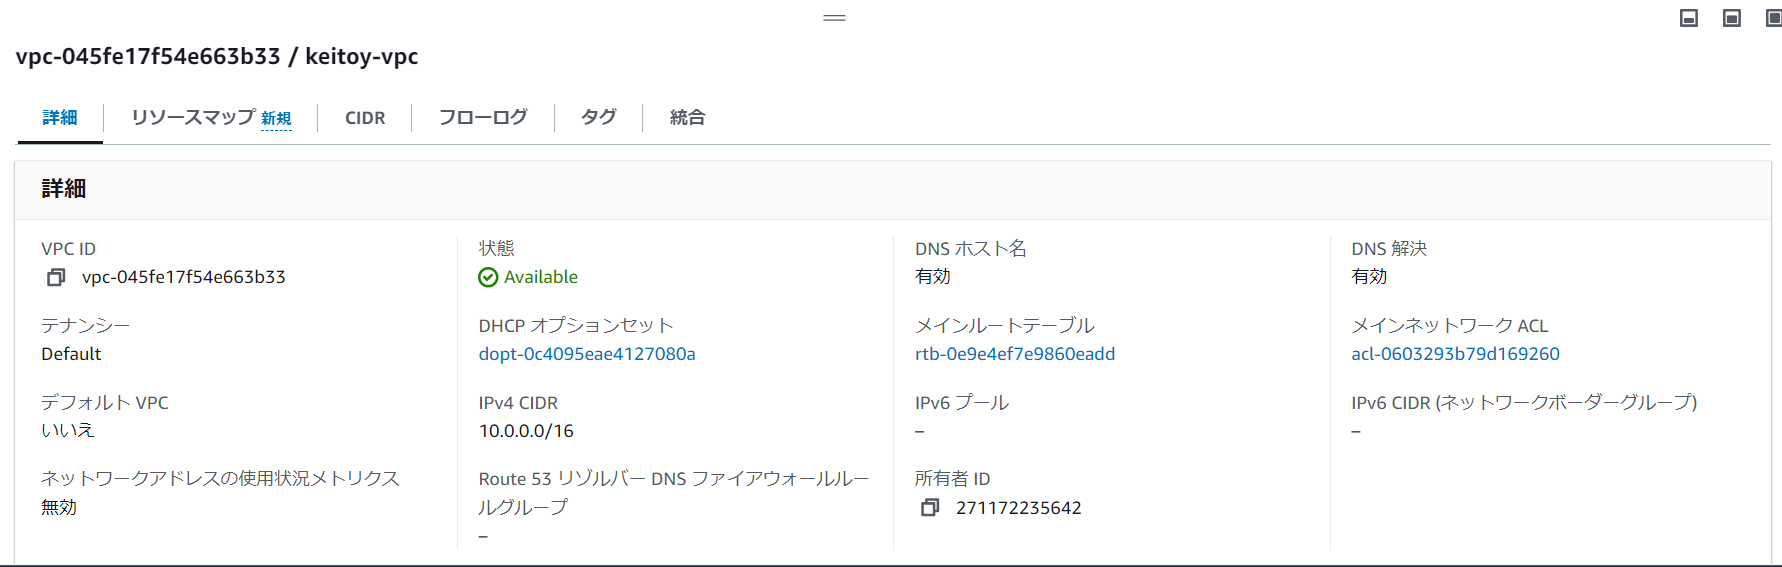 vpc-045fe17f54e663b33 / keitoy-vpc
詳細 リソースマップ 新規 CIDR フローログ タグ 統合
詳細
VPC ID
vpc-045fe17f54e663b33
状態
Available
DNS ホスト名
有効
DNS 解決
有効
テナンシー
Default
DHCP オプションセット
dopt-0c4095eae4127080a
メインルートテーブル
rtb-0e9e4ef7e9860eadd
メインネットワーク ACL
acl-0603293b79d169260
デフォルト VPC
いいえ
IPv4 CIDR
10.0.0.0/16
IPv6 プール
–
IPv6 CIDR (ネットワークボーダーグループ)
–
ネットワークアドレスの使用状況メトリクス
無効
Route 53 リゾルバー DNS ファイアウォールルー
ルグループ
–
所有者 ID
271172235642